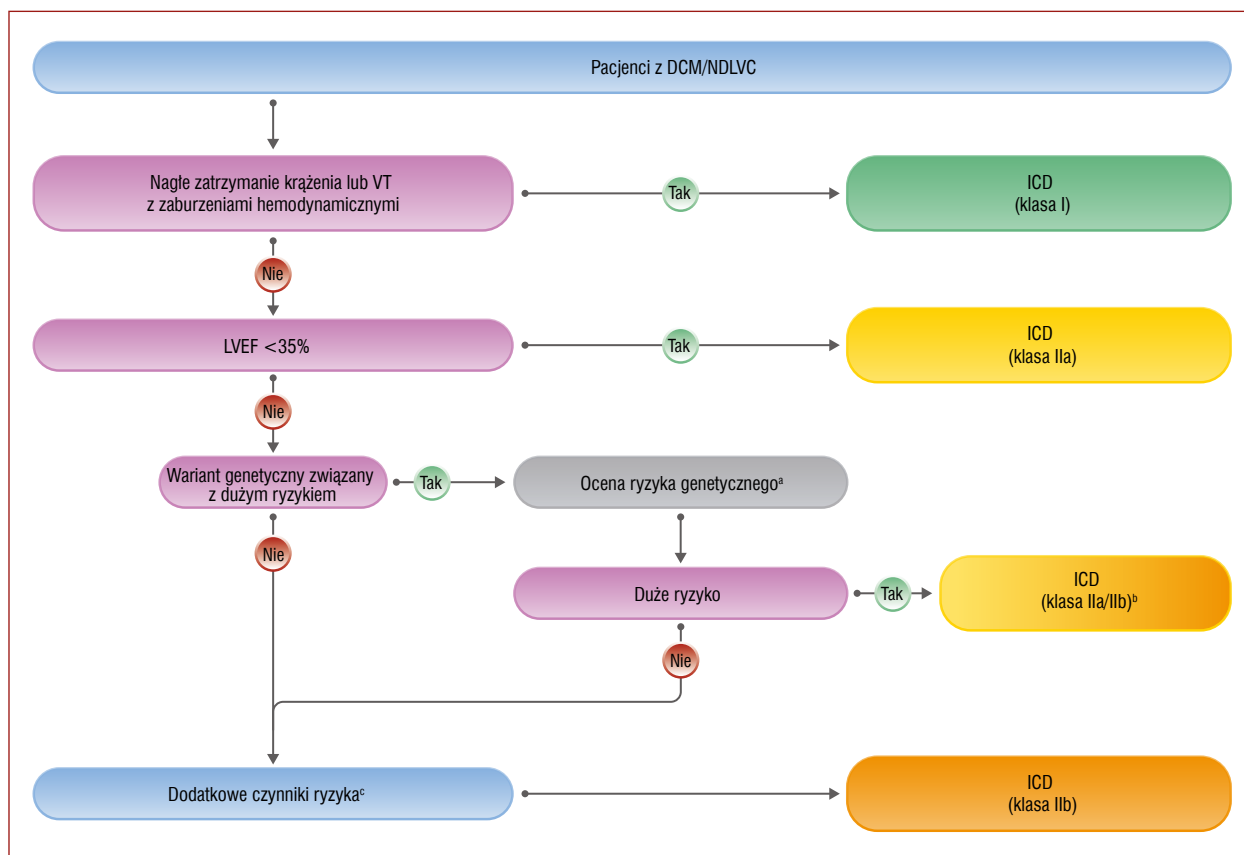 Pacjenci z DCM/NDLVC
Nagłe zatrzymanie krążenia lub VT
z zaburzeniami hemodynamicznymi
Tak
ICD
(klasa I)
Nie
LVEF <35%
Tak
ICD
(klasa IIa)
Nie
Wariant genetyczny związany
z dużym ryzykiem
Tak
Ocena ryzyka genetycznegoᵃ
Nie
Duże ryzyko
Tak
ICD
(klasa IIa/IIb)ᵇ
Nie
Dodatkowe czynniki ryzykaᶜ
ICD
(klasa IIb)